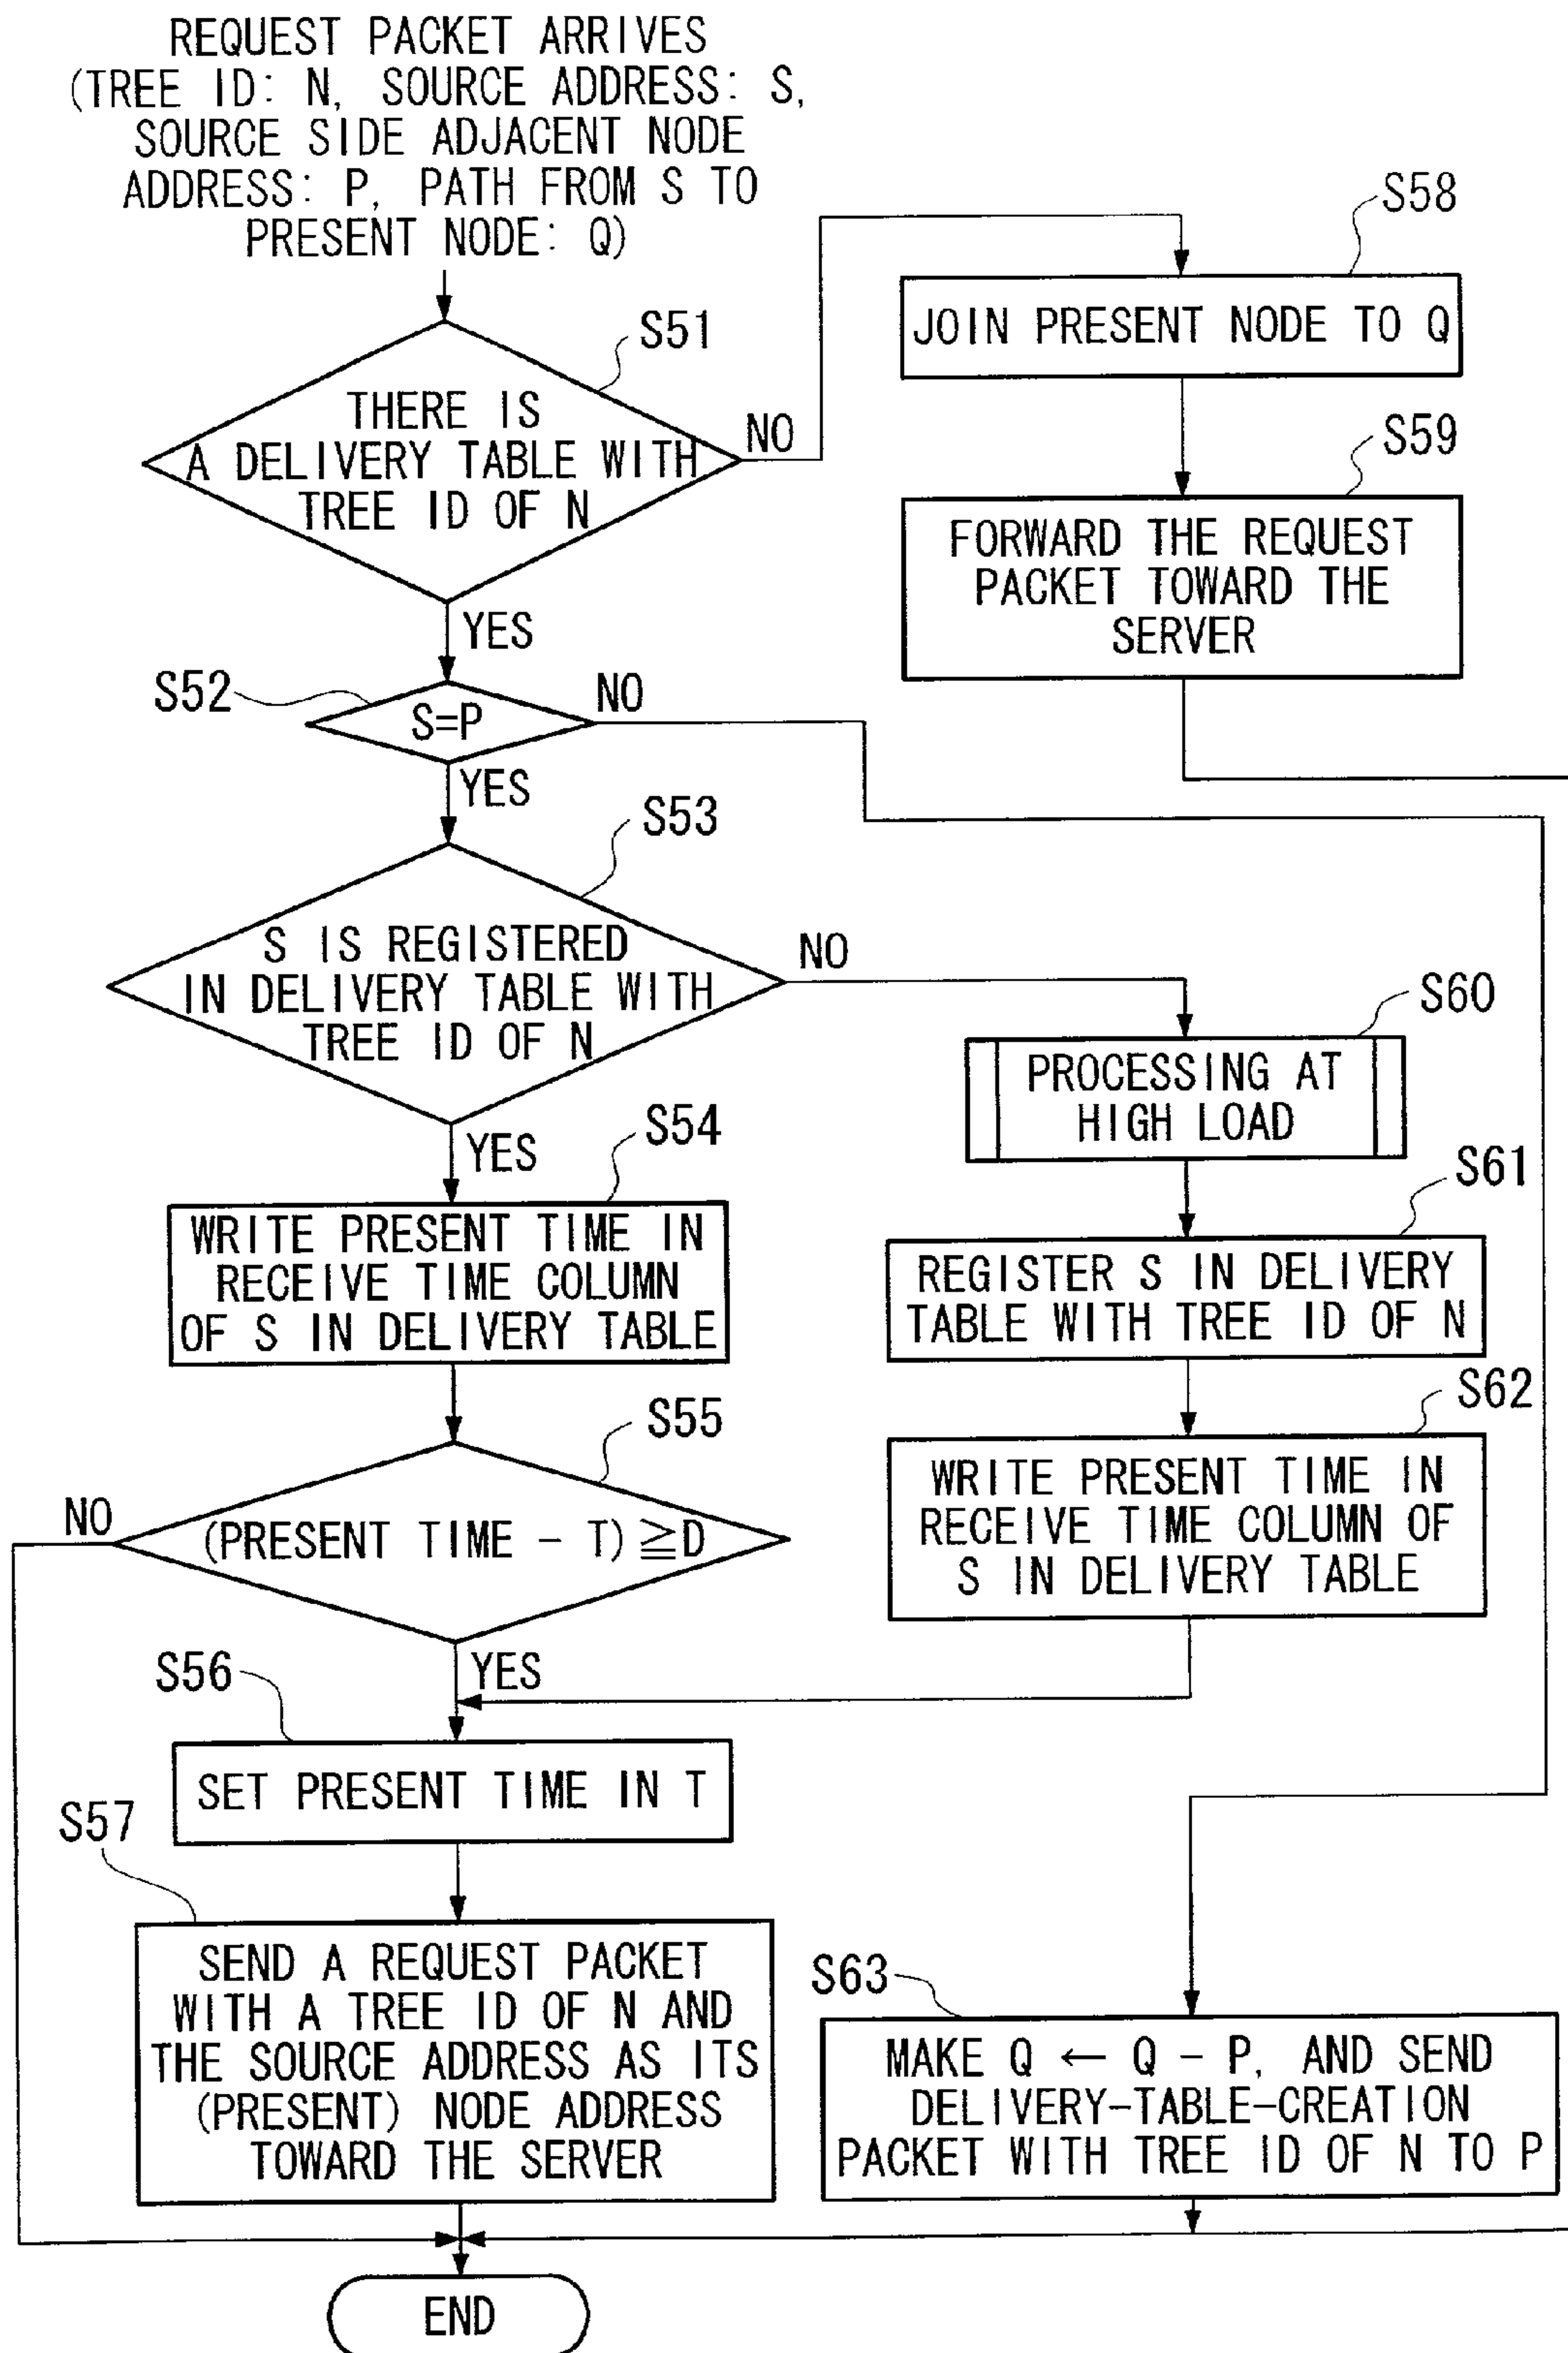 REQUEST PACKET ARRIVES
(TREE ID: N, SOURCE ADDRESS: S,
SOURCE SIDE ADJACENT NODE
ADDRESS: P, PATH FROM S TO
PRESENT NODE: Q)
S51
THERE IS
A DELIVERY TABLE WITH
TREE ID OF N
NO
YES
S58
JOIN PRESENT NODE TO Q
S59
FORWARD THE REQUEST
PACKET TOWARD THE
SERVER
S52
S=P
NO
YES
S53
S IS REGISTERED
IN DELIVERY TABLE WITH
TREE ID OF N
NO
YES
S60
PROCESSING AT
HIGH LOAD
S54
WRITE PRESENT TIME IN
RECEIVE TIME COLUMN
OF S IN DELIVERY TABLE
S61
REGISTER S IN DELIVERY
TABLE WITH TREE ID OF N
S55
(PRESENT TIME - T) ≧D
NO
YES
S62
WRITE PRESENT TIME IN
RECEIVE TIME COLUMN OF
S IN DELIVERY TABLE
S56
SET PRESENT TIME IN T
S57
SEND A REQUEST PACKET
WITH A TREE ID OF N AND
THE SOURCE ADDRESS AS ITS
(PRESENT) NODE ADDRESS
TOWARD THE SERVER
S63
MAKE Q ← Q - P, AND SEND
DELIVERY-TABLE-CREATION
PACKET WITH TREE ID OF N TO P
END